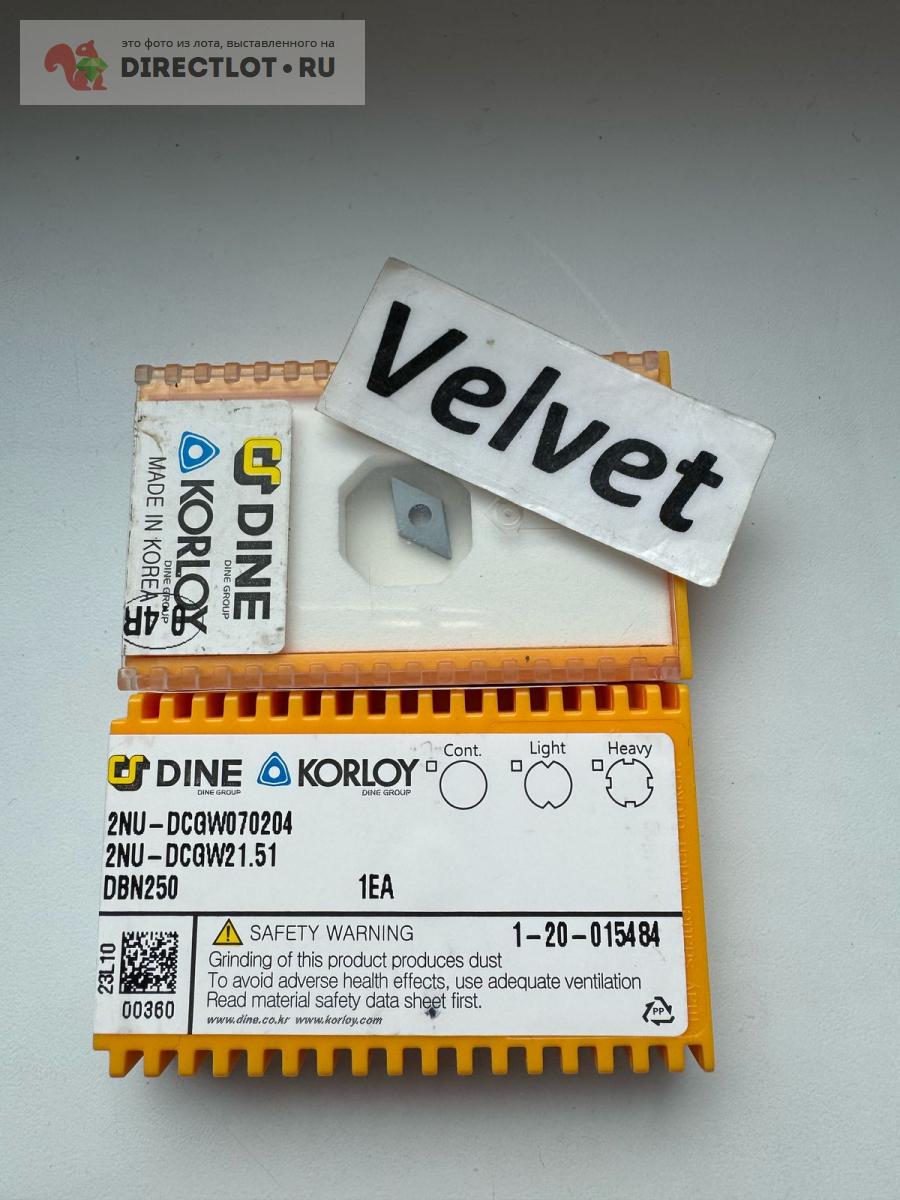 это фото из лота, выставленного на
DIRECTLOT•RU
Velvet
DINE
DINE GROUP
KORLOY
DINE GROUP
MADE IN KOREA
DINE
DINE GROUP
KORLOY
DINE GROUP
Cont.
Light
Heavy
2NU-DCGW070204
2NU-DCGW21.51
DBN250 1EA
23L10
00360
SAFETY WARNING
1-20-015484
Grinding of this product produces dust
To avoid adverse health effects, use adequate ventilation
Read material safety data sheet first.
www.dine.co.kr www.korloy.com
PP